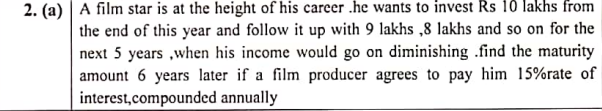 2. (a) A film star is at the height of his career .he wants to invest Rs 10 lakhs from
the end of this year and follow it up with 9 lakhs ,8 lakhs and so on for the
next 5 years ,when his income would go on diminishing .find the maturity
amount 6 years later if a film producer agrees to pay him 15%rate of
interest,compounded annually